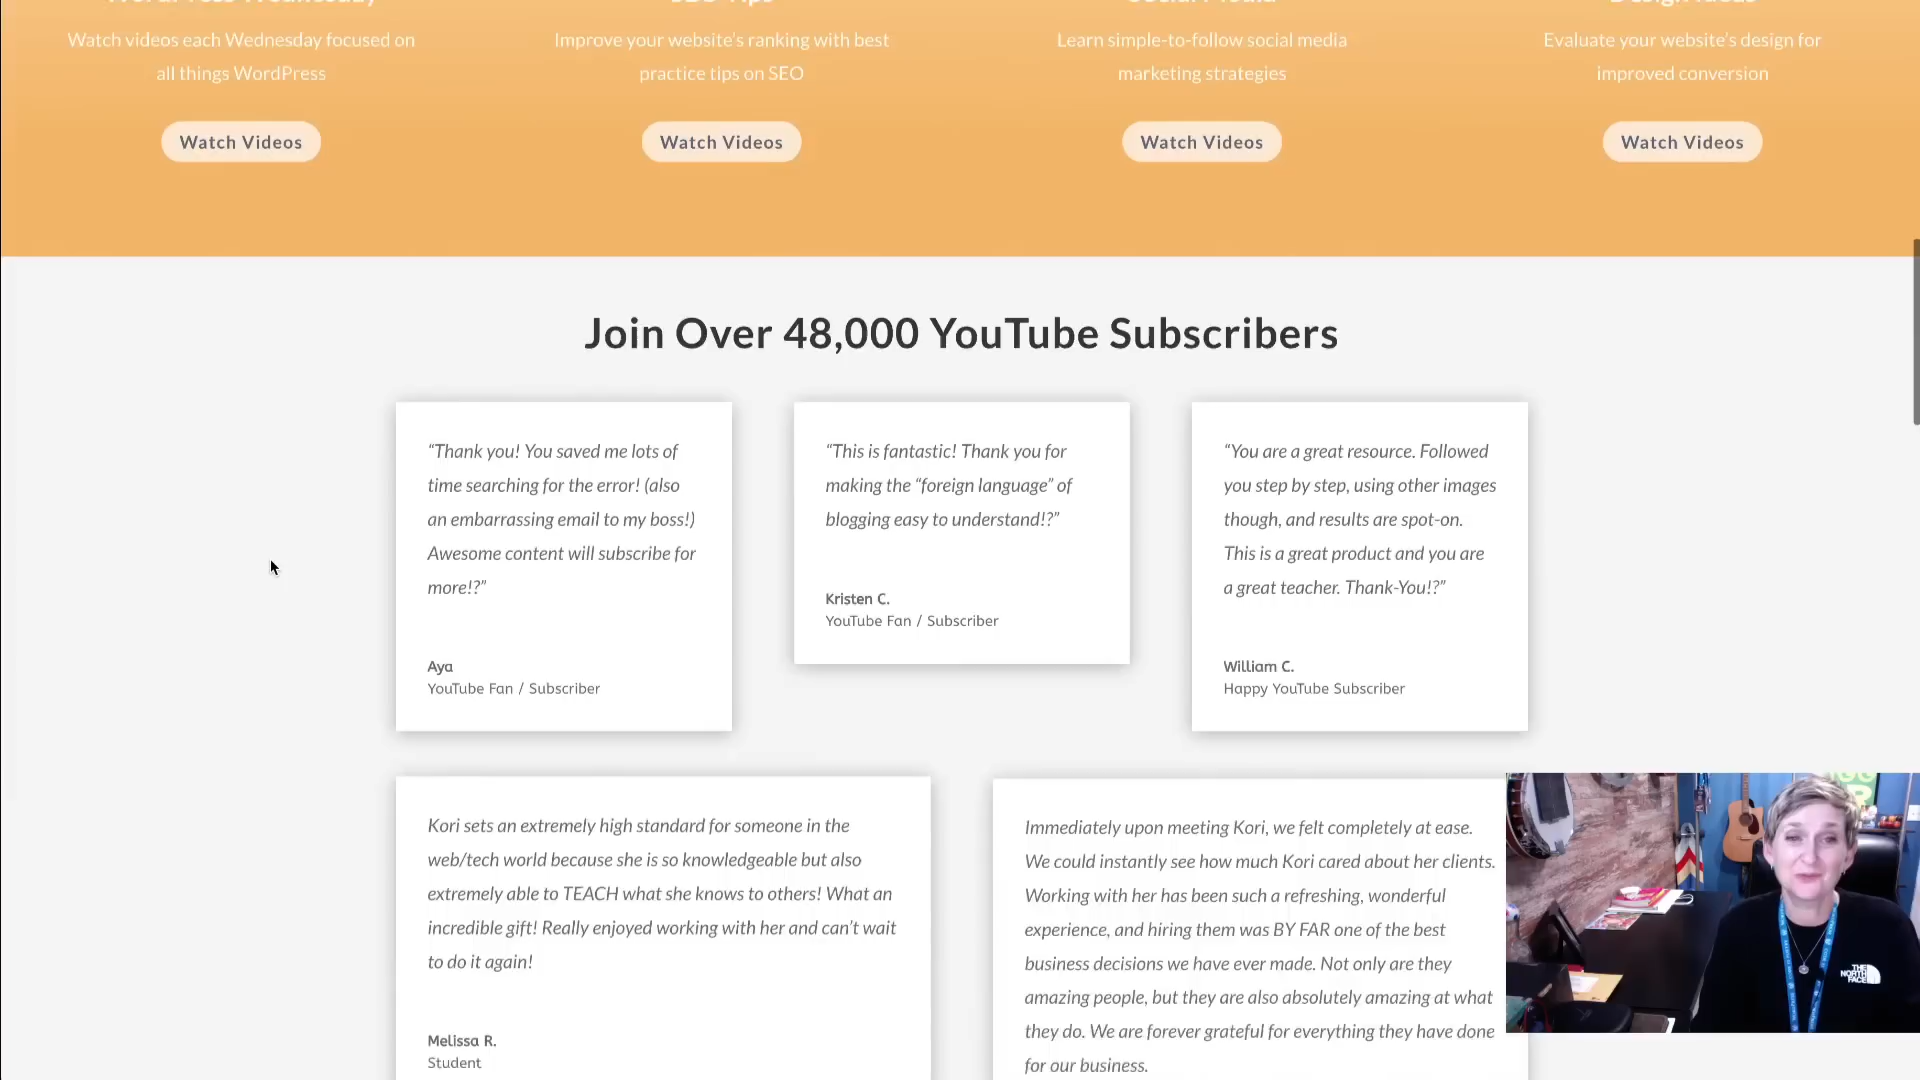 WordPress Wednesday
SEO Tips
Social Media
Design Ideas
Watch videos each Wednesday focused on
all things WordPress
Improve your website's ranking with best
practice tips on SEO
Learn simple-to-follow social media
marketing strategies
Evaluate your website's design for
improved conversion
Watch Videos
Watch Videos
Watch Videos
Watch Videos
Join Over 48,000 YouTube Subscribers
“Thank you! You saved me lots of
time searching for the error! (also
an embarrassing email to my boss!)
Awesome content will subscribe for
more!?”
Aya
YouTube Fan / Subscriber
“This is fantastic! Thank you for
making the “foreign language” of
blogging easy to understand!?”
Kristen C.
YouTube Fan / Subscriber
“You are a great resource. Followed
you step by step, using other images
though, and results are spot-on.
This is a great product and you are
a great teacher. Thank-You!?”
William C.
Happy YouTube Subscriber
Kori sets an extremely high standard for someone in the
web/tech world because she is so knowledgeable but also
extremely able to TEACH what she knows to others! What an
incredible gift! Really enjoyed working with her and can’t wait
to do it again!
Melissa R.
Student
Immediately upon meeting Kori, we felt completely at ease.
We could instantly see how much Kori cared about her clients.
Working with her has been such a refreshing, wonderful
experience, and hiring them was BY FAR one of the best
business decisions we have ever made. Not only are they
amazing people, but they are also absolutely amazing at what
they do. We are forever grateful for everything they have done
for our business.
THE
NORTH
FACE